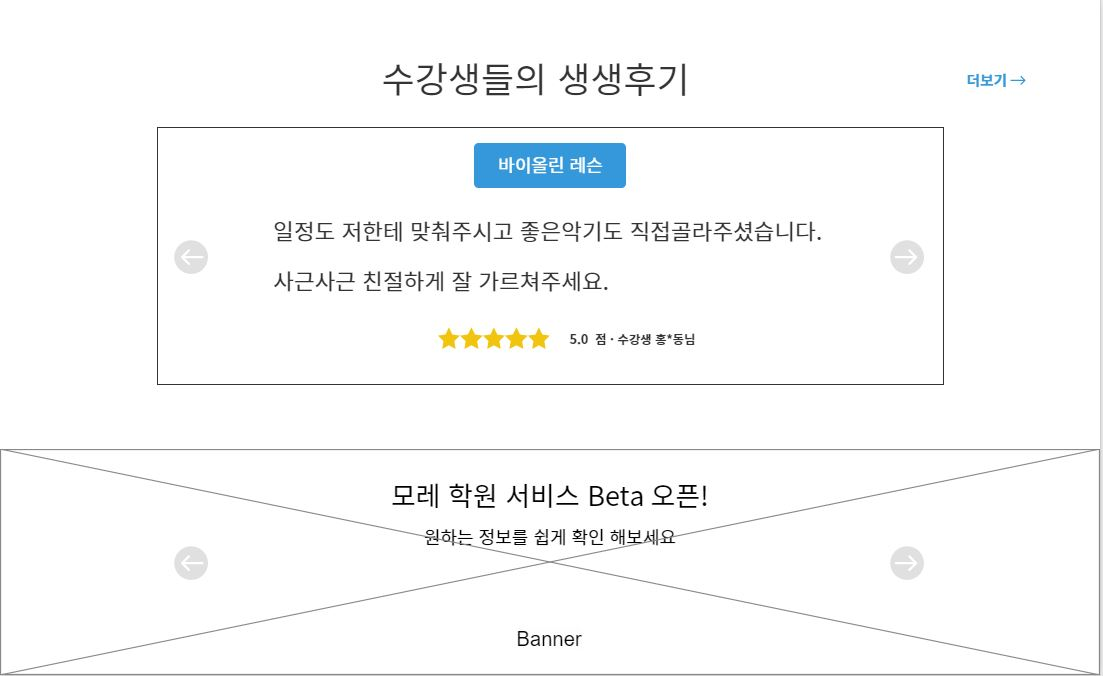 수강생들의 생생후기
더보기
바이올린 레슨
일정도 저한테 맞춰주시고 좋은악기도 직접골라주셨습니다.
사근사근 친절하게 잘 가르쳐주세요.
5.0 점 · 수강생 홍*동님
모레 학원 서비스 Beta 오픈!
원하는 정보를 쉽게 확인 해보세요
Banner